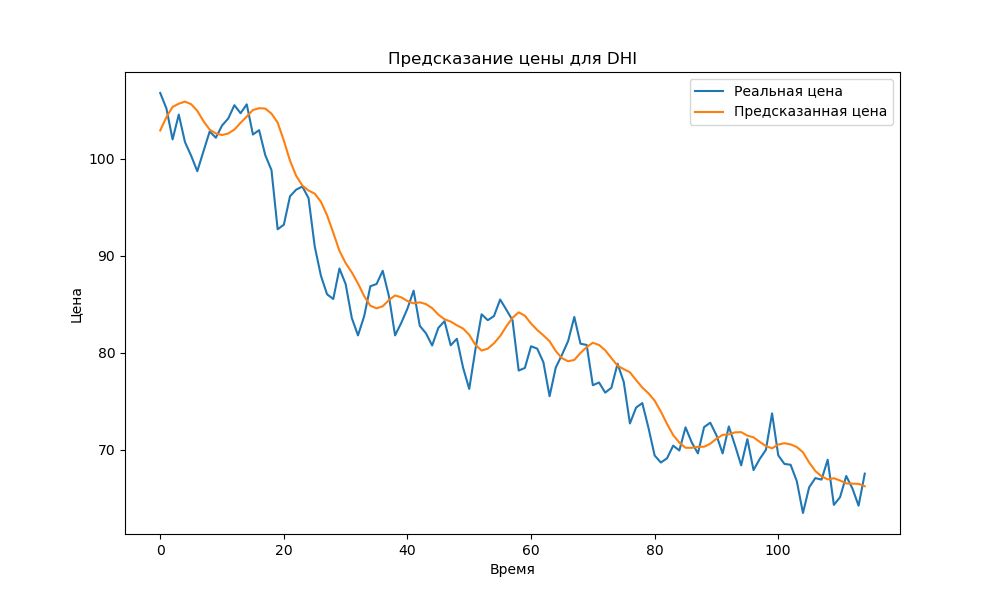 Предсказание цены для DHI
Реальная цена
Предсказанная цена
Цена
100
90
80
70
0 20 40 60 80 100
Время